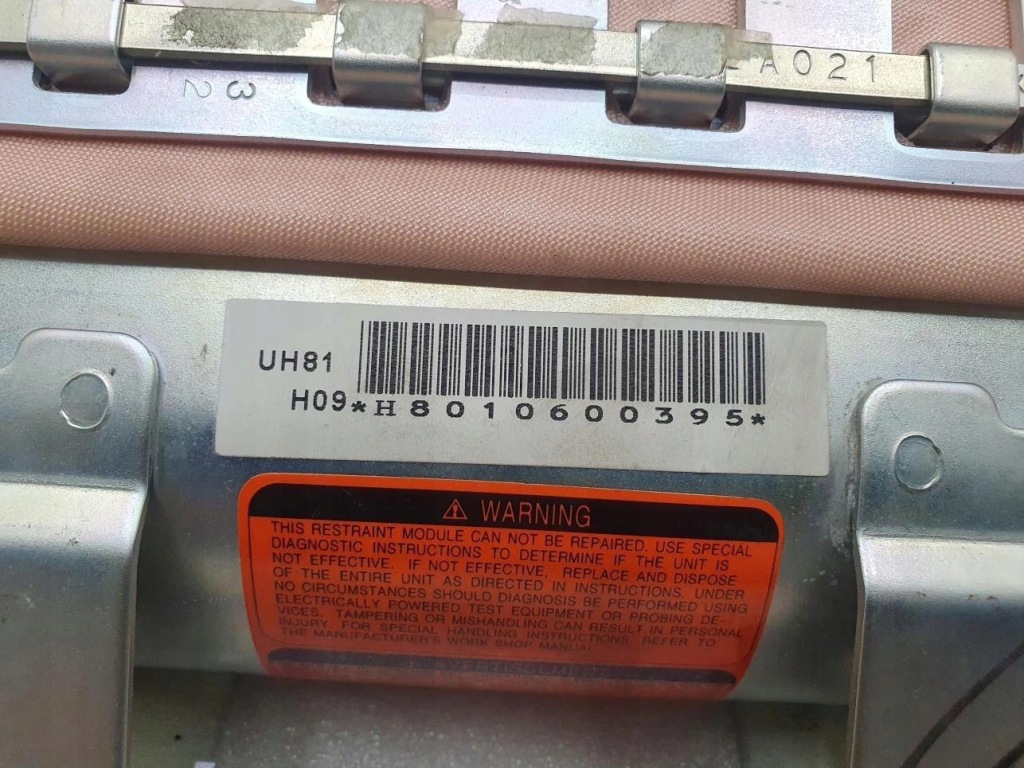 A021
32
UH81
H09*H8010600395*
WARNING
THIS RESTRAINT MODULE CAN NOT BE REPAIRED. USE SPECIAL
DIAGNOSTIC INSTRUCTIONS TO DETERMINE IF THE UNIT IS
NOT EFFECTIVE. IF NOT EFFECTIVE, REPLACE AND DISPOSE
OF THE ENTIRE UNIT AS DIRECTED IN INSTRUCTIONS. UNDER
NO CIRCUMSTANCES SHOULD DIAGNOSIS BE PERFORMED USING
ELECTRICALLY POWERED TEST EQUIPMENT OR PROBING DE-
VICES. TAMPERING OR MISHANDLING CAN RESULT IN PERSONAL
INJURY. FOR SPECIAL HANDLING INSTRUCTIONS, REFER TO
THE MANUFACTURER'S WORK SHOP MANUAL